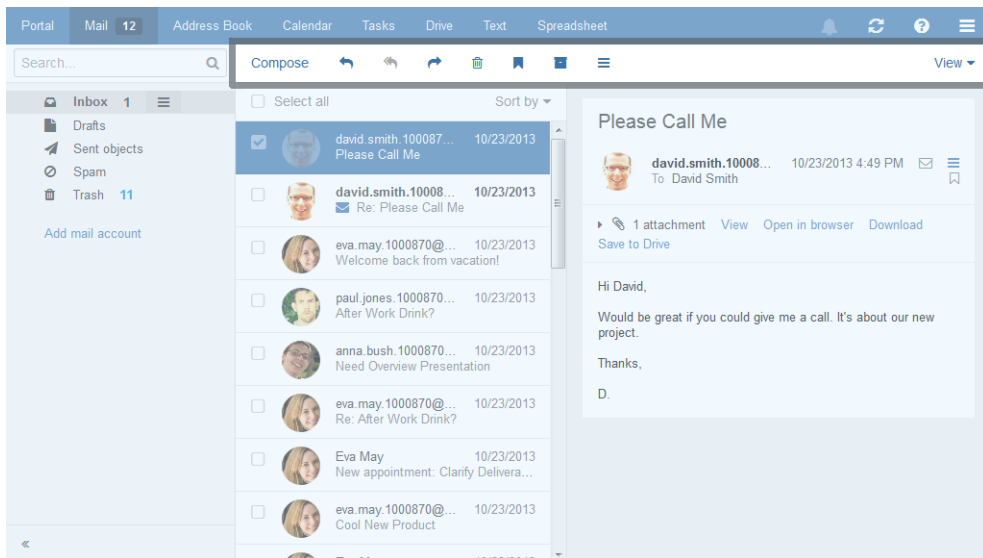 Portal Mail 12 Address Book Calendar Tasks Drive Text Spreadsheet
Search...
Compose View
Inbox 1
Drafts
Sent objects
Spam
Trash 11
Add mail account
Select all Sort by
david.smith.100087... 10/23/2013
Please Call Me
david.smith.10008... 10/23/2013
Re: Please Call Me
eva.may.1000870@... 10/23/2013
Welcome back from vacation!
paul.jones.1000870... 10/23/2013
After Work Drink?
anna.bush.1000870... 10/23/2013
Need Overview Presentation
eva.may.1000870@... 10/23/2013
Re: After Work Drink?
Eva May 10/23/2013
New appointment: Clarify Delivera...
eva.may.1000870@... 10/23/2013
Cool New Product
Please Call Me
david.smith.10008... 10/23/2013 4:49 PM
To David Smith
1 attachment View Open in browser Download
Save to Drive
Hi David,
Would be great if you could give me a call. It's about our new
project.
Thanks,
D.